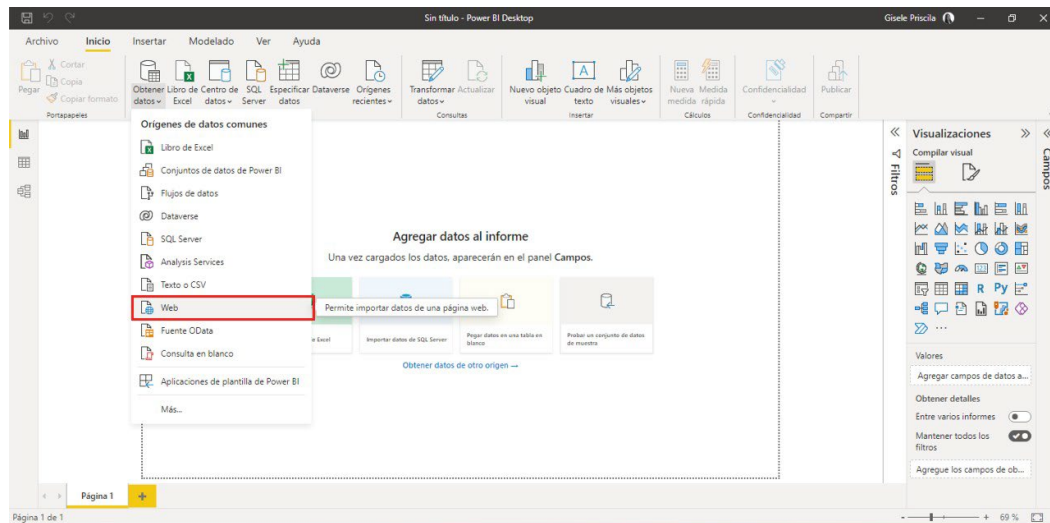 Sin título - Power BI Desktop
Gisele Priscila
Archivo Inicio Insertar Modelado Ver Ayuda
Pegar
Cortar
Copia
Copiar formato
Portapapeles
Obtener datos
Libro de Excel
Centro de datos
SQL Server
Especificar datos
Dataverse
Orígenes recientes
Transformar datos
Actualizar
Consultas
Nuevo objeto visual
Cuadro de texto
Más objetos visuales
Insertar
Nueva medida
Medida rápida
Cálculos
Confidencialidad
Confidencialidad
Publicar
Compartir
Orígenes de datos comunes
Libro de Excel
Conjuntos de datos de Power BI
Flujos de datos
Dataverse
SQL Server
Analysis Services
Texto o CSV
Web
Permite importar datos de una página web.
Fuente OData
Consulta en blanco
Aplicaciones de plantilla de Power BI
Más...
Agregar datos al informe
Una vez cargados los datos, aparecerán en el panel Campos.
Excel
Importar datos de SQL Server
Pegar datos en una tabla en blanco
Probar un conjunto de datos de muestra
Obtener datos de otro origen →
Filtros
Visualizaciones
Compilar visual
R Py
123
Valores
Agregar campos de datos a...
Obtener detalles
Entre varios informes
Mantener todos los filtros
Agregue los campos de ob...
Campos
Página 1
Página 1 de 1
69 %